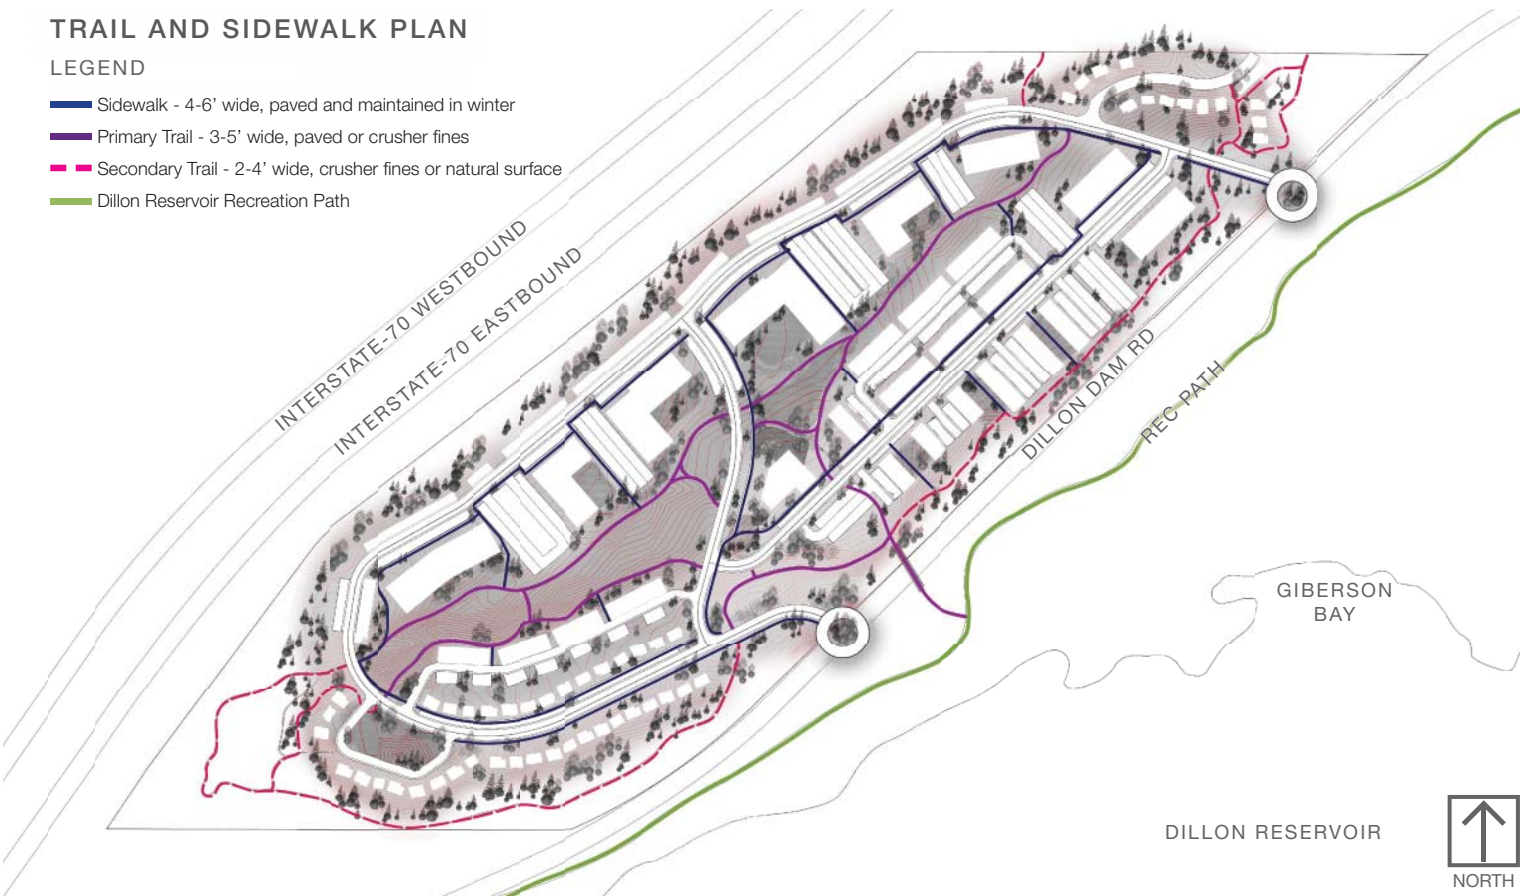 TRAIL AND SIDEWALK PLAN
LEGEND
Sidewalk - 4-6’ wide, paved and maintained in winter
Primary Trail - 3-5’ wide, paved or crusher fines
Secondary Trail - 2-4’ wide, crusher fines or natural surface
Dillon Reservoir Recreation Path
INTERSTATE-70 WESTBOUND
INTERSTATE-70 EASTBOUND
DILLON DAM RD
REC PATH
GIBERSON
BAY
DILLON RESERVOIR
NORTH